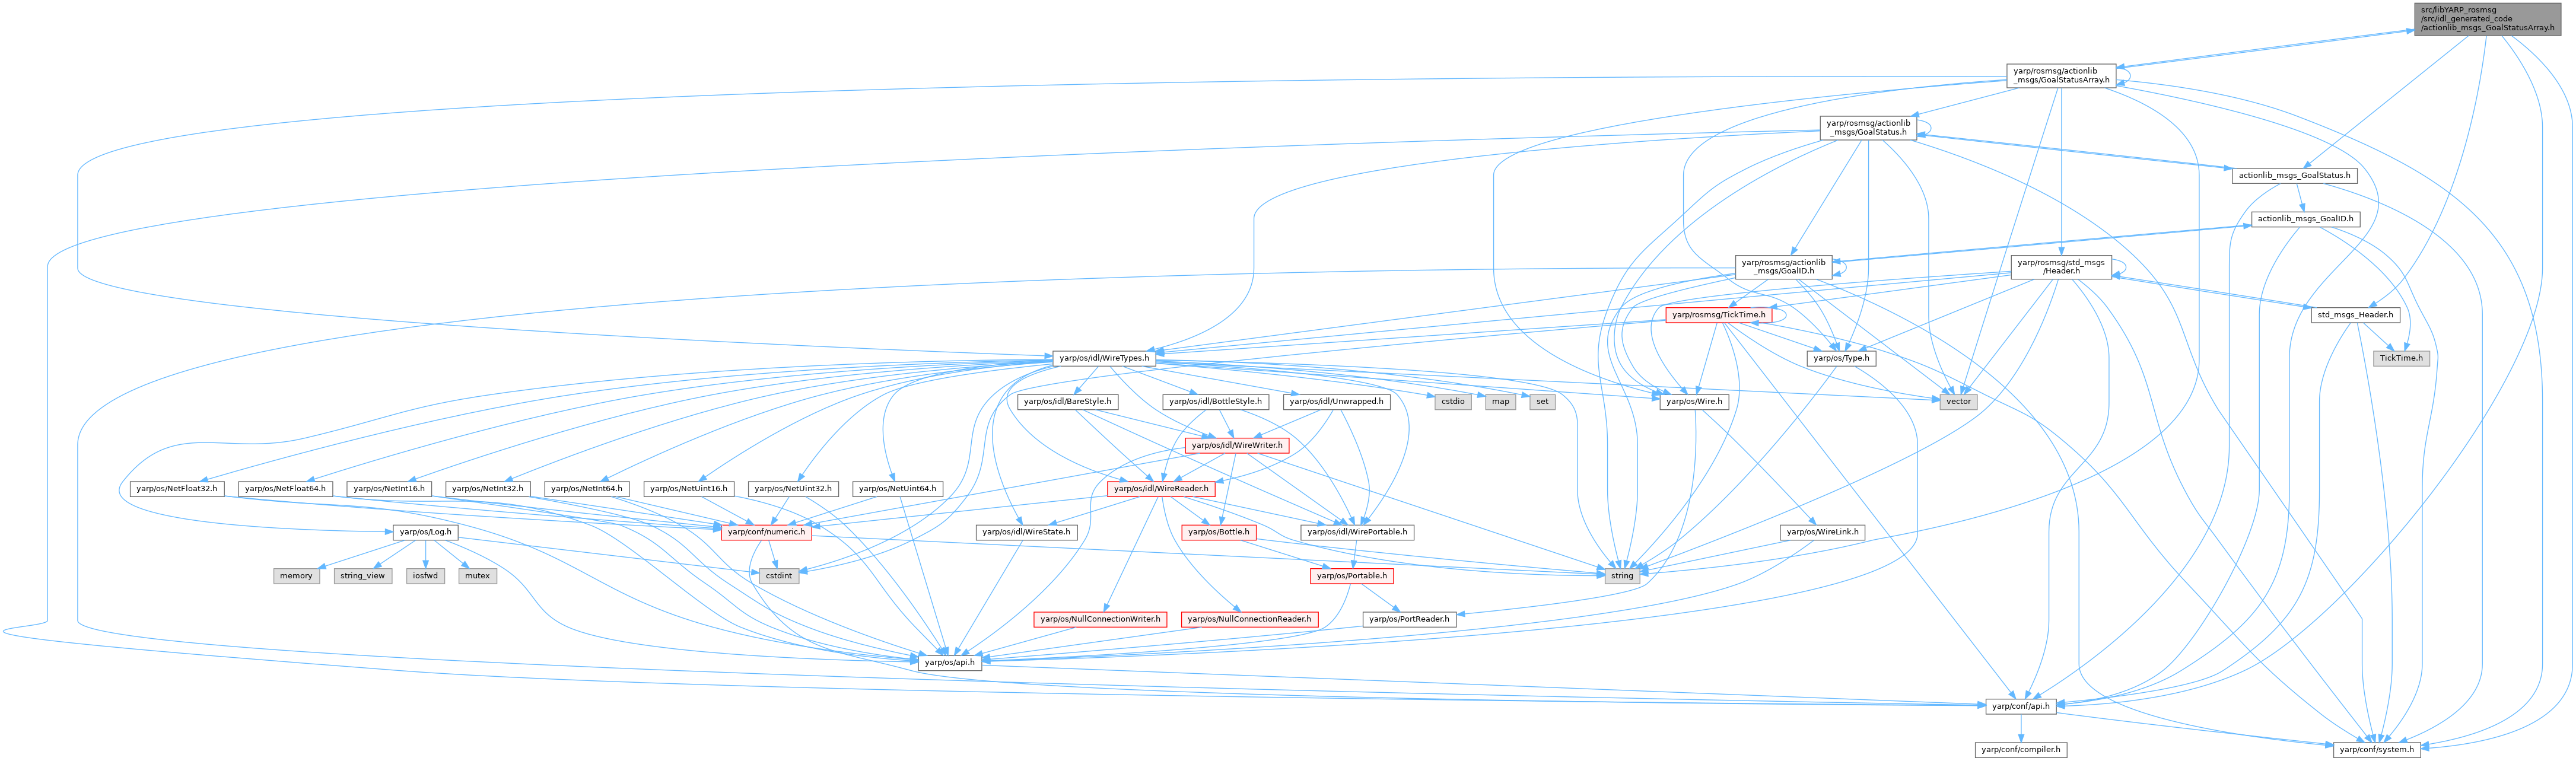 src/libYARP_rosmsg
/src/idl_generated_code
/actionlib_msgs_GoalStatusArray.h
yarp/rosmsg/actionlib
_msgs/GoalStatusArray.h
yarp/rosmsg/actionlib
_msgs/GoalStatus.h
actionlib_msgs_GoalStatus.h
actionlib_msgs_GoalID.h
yarp/rosmsg/actionlib
_msgs/GoalID.h
yarp/rosmsg/std_msgs
/Header.h
yarp/rosmsg/TickTime.h
std_msgs_Header.h
yarp/os/idl/WireTypes.h
yarp/os/Type.h
TickTime.h
yarp/os/idl/BareStyle.h
yarp/os/idl/BottleStyle.h
yarp/os/idl/Unwrapped.h
cstdio
map
set
yarp/os/Wire.h
vector
yarp/os/idl/WireWriter.h
yarp/os/NetFloat32.h
yarp/os/NetFloat64.h
yarp/os/NetInt16.h
yarp/os/NetInt32.h
yarp/os/NetInt64.h
yarp/os/NetUint16.h
yarp/os/NetUint32.h
yarp/os/NetUint64.h
yarp/os/idl/WireReader.h
yarp/os/Log.h
yarp/conf/numeric.h
yarp/os/idl/WireState.h
yarp/os/Bottle.h
yarp/os/idl/WirePortable.h
yarp/os/WireLink.h
memory
string_view
iosfwd
mutex
cstdint
yarp/os/Portable.h
string
yarp/os/NullConnectionWriter.h
yarp/os/NullConnectionReader.h
yarp/os/PortReader.h
yarp/os/api.h
yarp/conf/api.h
yarp/conf/compiler.h
yarp/conf/system.h